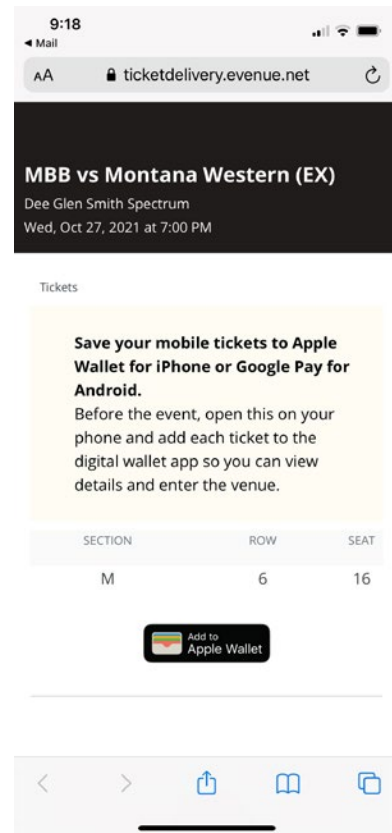 9:18
◀ Mail
AA ticketdelivery.evenue.net
MBB vs Montana Western (EX)
Dee Glen Smith Spectrum
Wed, Oct 27, 2021 at 7:00 PM
Tickets
Save your mobile tickets to Apple
Wallet for iPhone or Google Pay for
Android.
Before the event, open this on your
phone and add each ticket to the
digital wallet app so you can view
details and enter the venue.
SECTION ROW SEAT
M 6 16
Add to
Apple Wallet